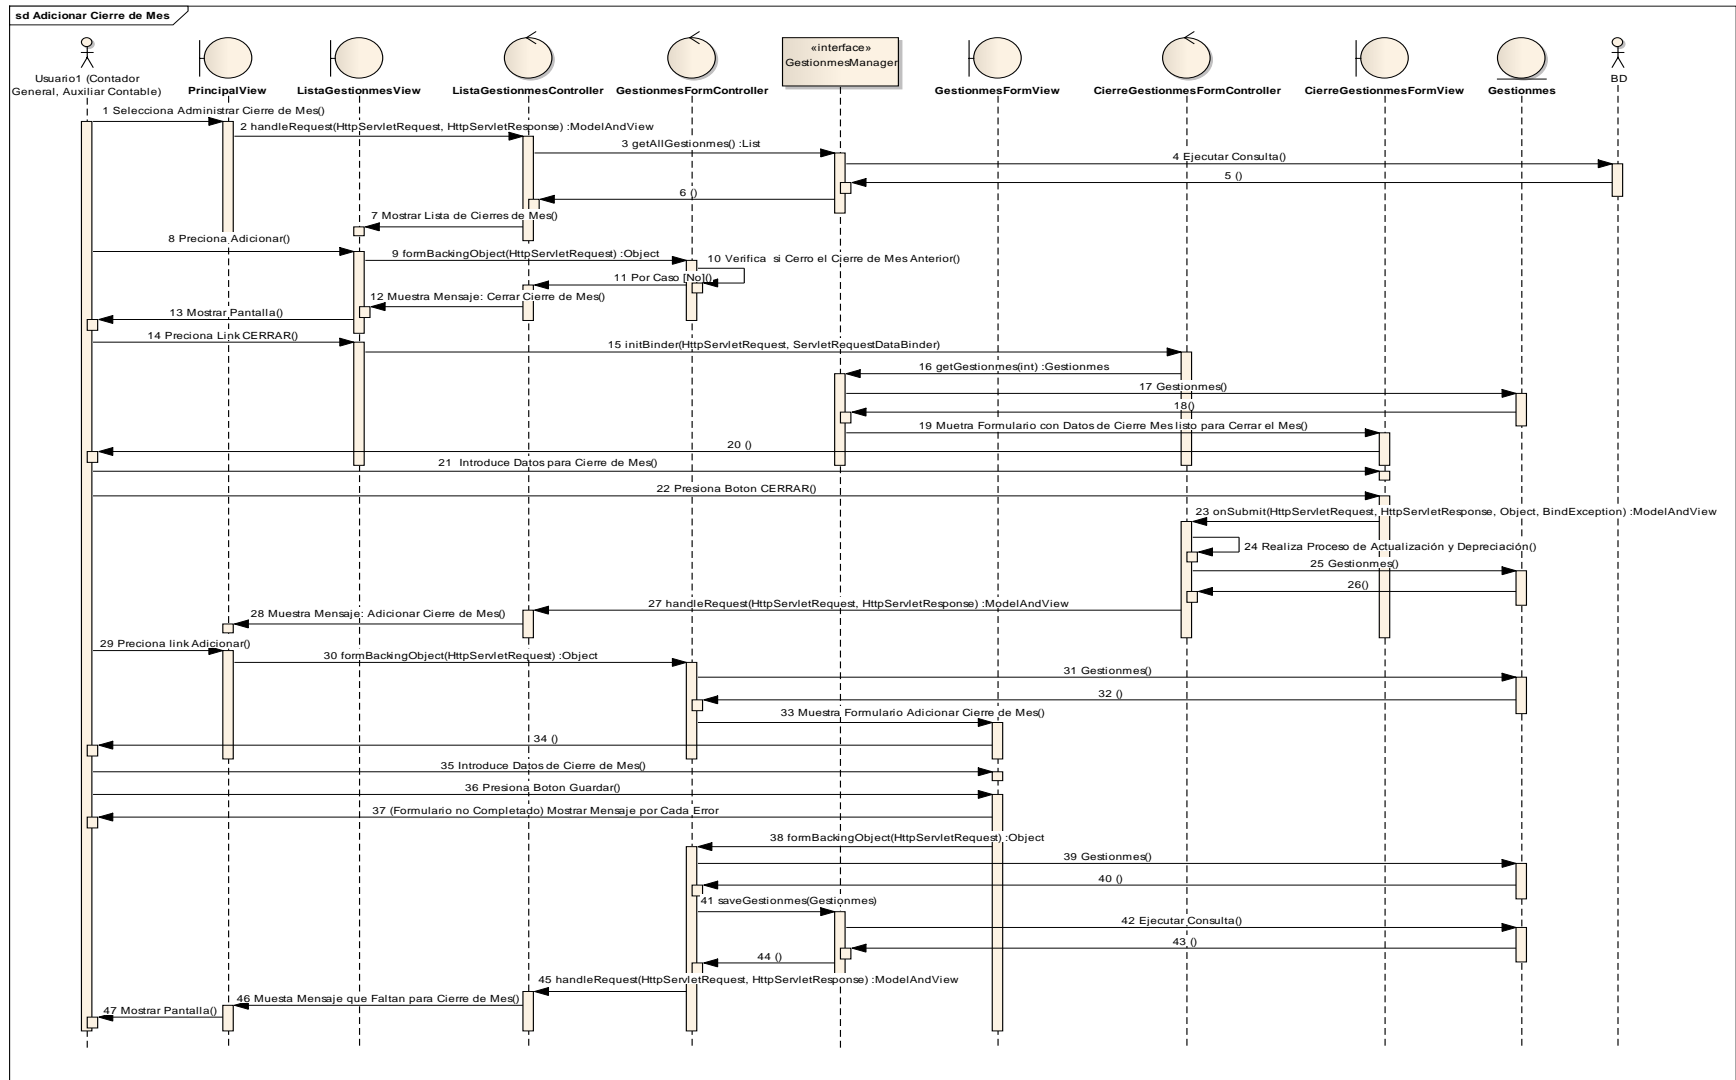 sd Adicionar Cierre de Mes
Usuario1 (Contador
General, Auxiliar Contable)
PrincipalView
ListaGestionmesView
ListaGestionmesController
GestionmesFormController
«interface»
GestionmesManager
GestionmesFormView
CierreGestionmesFormController
CierreGestionmesFormView
Gestionmes
BD
1 Selecciona Administrar Cierre de Mes()
2 handleRequest(HttpServletRequest, HttpServletResponse) :ModelAndView
3 getAllGestionmes() :List
4 Ejecutar Consulta()
5 ()
6 ()
7 Mostrar Lista de Cierres de Mes()
8 Preciona Adicionar()
9 formBackingObject(HttpServletRequest) :Object
10 Verifica si Cerro el Cierre de Mes Anterior()
11 Por Caso [No]()
12 Muestra Mensaje: Cerrar Cierre de Mes()
13 Mostrar Pantalla()
14 Preciona Link CERRAR()
15 initBinder(HttpServletRequest, ServletRequestDataBinder)
16 getGestionmes(int) :Gestionmes
17 Gestionmes()
18()
19 Muetra Formulario con Datos de Cierre Mes listo para Cerrar el Mes()
20 ()
21 Introduce Datos para Cierre de Mes()
22 Presiona Boton CERRAR()
23 onSubmit(HttpServletRequest, HttpServletResponse, Object, BindException) :ModelAndView
24 Realiza Proceso de Actualización y Depreciación()
25 Gestionmes()
26()
27 handleRequest(HttpServletRequest, HttpServletResponse) :ModelAndView
28 Muestra Mensaje: Adicionar Cierre de Mes()
29 Preciona link Adicionar()
30 formBackingObject(HttpServletRequest) :Object
31 Gestionmes()
32 ()
33 Muestra Formulario Adicionar Cierre de Mes()
34 ()
35 Introduce Datos de Cierre de Mes()
36 Presiona Boton Guardar()
37 (Formulario no Completado) Mostrar Mensaje por Cada Error
38 formBackingObject(HttpServletRequest) :Object
39 Gestionmes()
40 ()
41 saveGestionmes(Gestionmes)
42 Ejecutar Consulta()
43 ()
44 ()
45 handleRequest(HttpServletRequest, HttpServletResponse) :ModelAndView
46 Muesta Mensaje que Faltan para Cierre de Mes()
47 Mostrar Pantalla()